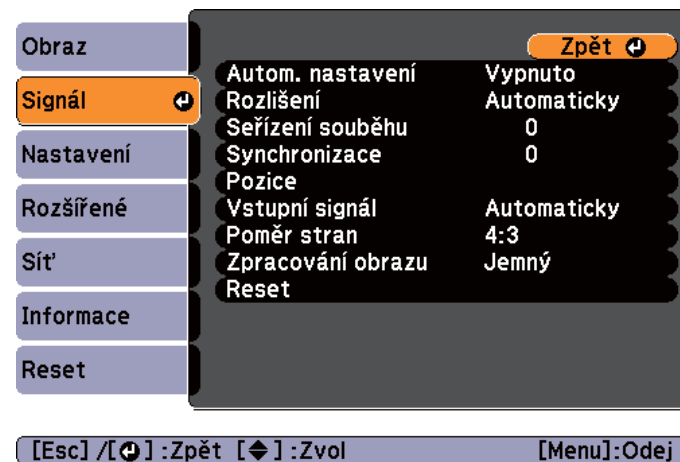 Obraz
Signál
Nastavení
Rozšířené
Síť
Informace
Reset
Zpět
Autom. nastavení Vypnuto
Rozlišení Automaticky
Seřízení souběhu 0
Synchronizace 0
Pozice
Vstupní signál Automaticky
Poměr stran 4:3
Zpracování obrazu Jemný
Reset
[Esc] /[ ] :Zpět [ ] :Zvol [Menu]:Odej